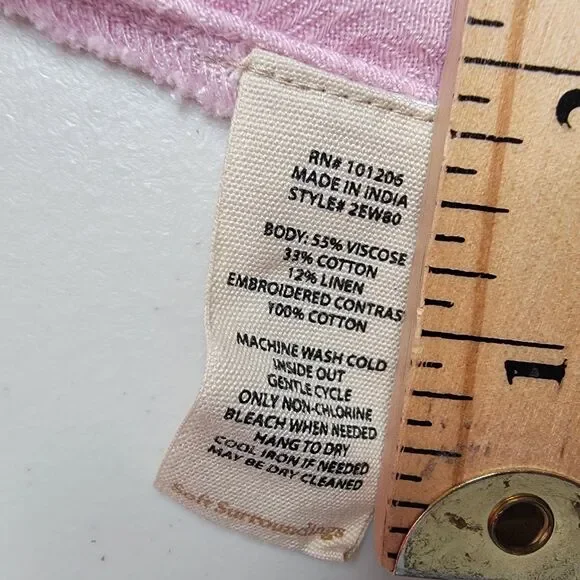 RN# 101206
MADE IN INDIA
STYLE# 2EW80
BODY: 55% VISCOSE
33% COTTON
12% LINEN
EMBROIDERED CONTRAS
100% COTTON
MACHINE WASH COLD
INSIDE OUT
GENTLE CYCLE
ONLY NON-CHLORINE
BLEACH WHEN NEEDED
HANG TO DRY
COOL IRON IF NEEDED
MAY BE DRY CLEANED
Soft Surroundings
2
1